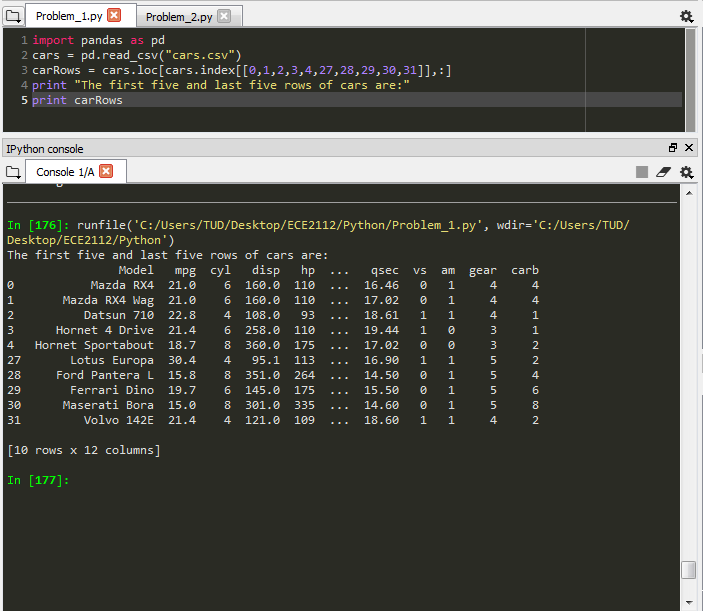 Problem_1.py Problem_2.py
1 import pandas as pd
2 cars = pd.read_csv("cars.csv")
3 carRows = cars.loc[cars.index[[0,1,2,3,4,27,28,29,30,31]],:]
4 print "The first five and last five rows of cars are:"
5 print carRows
IPython console
Console 1/A
In [176]: runfile('C:/Users/TUD/Desktop/ECE2112/Python/Problem_1.py', wdir='C:/Users/TUD/
Desktop/ECE2112/Python')
The first five and last five rows of cars are:
Model mpg cyl disp hp ... qsec vs am gear carb
0 Mazda RX4 21.0 6 160.0 110 ... 16.46 0 1 4 4
1 Mazda RX4 Wag 21.0 6 160.0 110 ... 17.02 0 1 4 4
2 Datsun 710 22.8 4 108.0 93 ... 18.61 1 1 4 1
3 Hornet 4 Drive 21.4 6 258.0 110 ... 19.44 1 0 3 1
4 Hornet Sportabout 18.7 8 360.0 175 ... 17.02 0 0 3 2
27 Lotus Europa 30.4 4 95.1 113 ... 16.90 1 1 5 2
28 Ford Pantera L 15.8 8 351.0 264 ... 14.50 0 1 5 4
29 Ferrari Dino 19.7 6 145.0 175 ... 15.50 0 1 5 6
30 Maserati Bora 15.0 8 301.0 335 ... 14.60 0 1 5 8
31 Volvo 142E 21.4 4 121.0 109 ... 18.60 1 1 4 2
[10 rows x 12 columns]
In [177]: